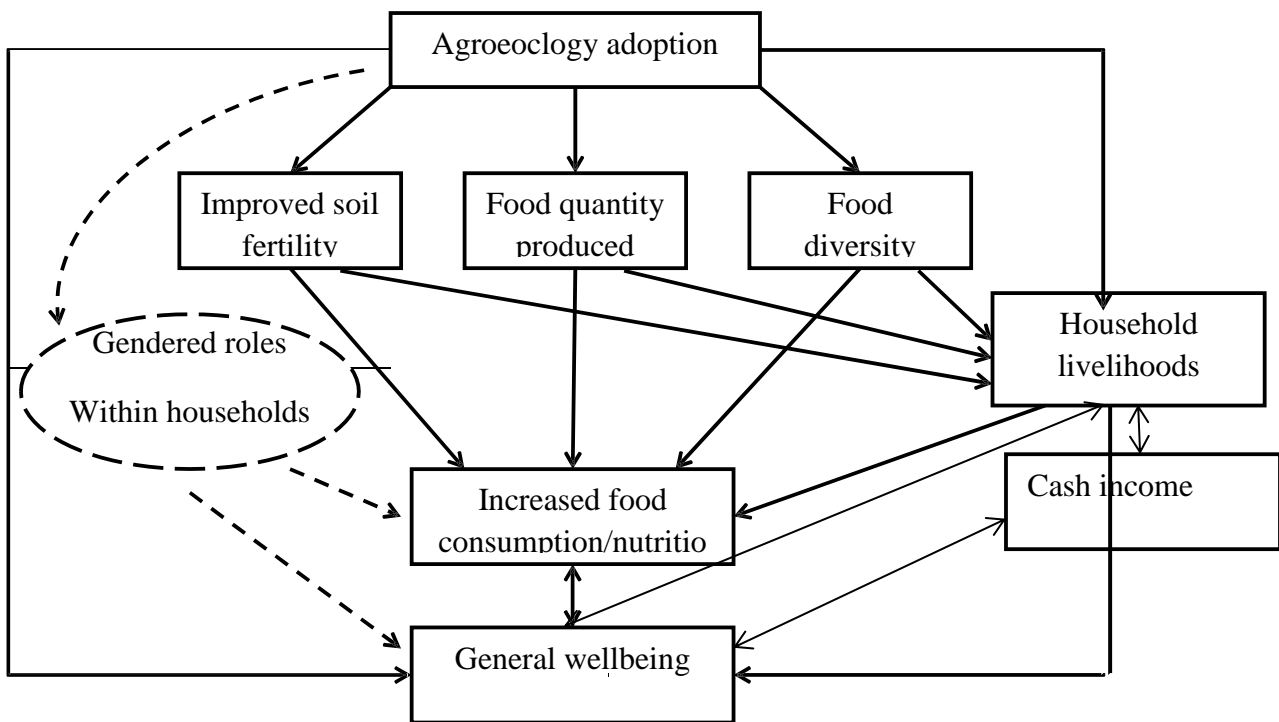 Agroeoclogy adoption
Improved soil
fertility
Food quantity
produced
Food
diversity
Household
livelihoods
Gendered roles
Within households
Cash income
Increased food
consumption/nutritio
General wellbeing